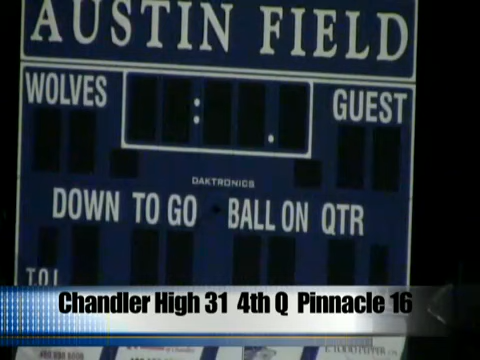 AUSTIN FIELD
WOLVES
GUEST
DAKTRONICS
DOWN TO GO BALL ON QTR
T.O.L
Chandler High 31 4th Q Pinnacle 16